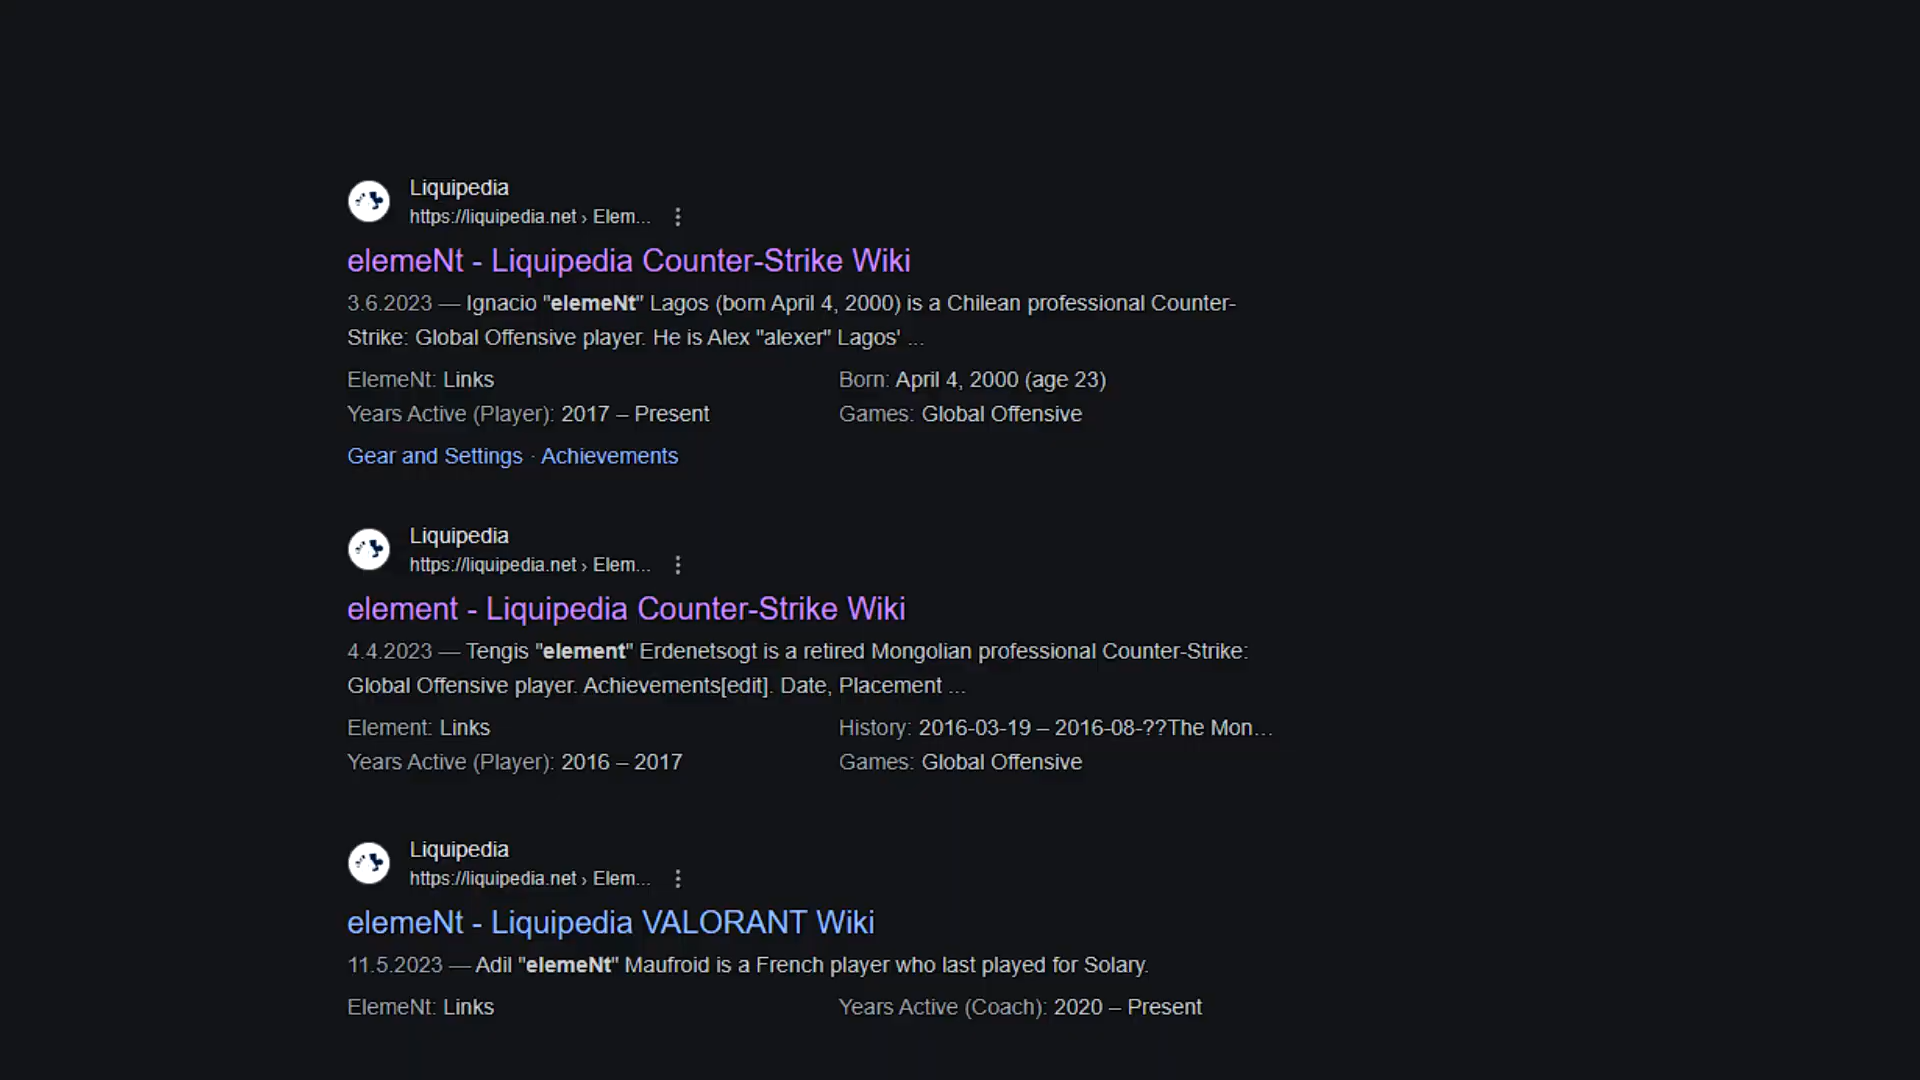 Liquipedia
https://liquipedia.net › Elem...
elemeNt - Liquipedia Counter-Strike Wiki
3.6.2023 — Ignacio "elemeNt" Lagos (born April 4, 2000) is a Chilean professional Counter-
Strike: Global Offensive player. He is Alex "alexer" Lagos' ...
ElemeNt: Links Born: April 4, 2000 (age 23)
Years Active (Player): 2017 – Present Games: Global Offensive
Gear and Settings · Achievements
Liquipedia
https://liquipedia.net › Elem...
element - Liquipedia Counter-Strike Wiki
4.4.2023 — Tengis "element" Erdenetsogt is a retired Mongolian professional Counter-Strike:
Global Offensive player. Achievements[edit]. Date, Placement ...
Element: Links History: 2016-03-19 – 2016-08-??The Mon...
Years Active (Player): 2016 – 2017 Games: Global Offensive
Liquipedia
https://liquipedia.net › Elem...
elemeNt - Liquipedia VALORANT Wiki
11.5.2023 — Adil "elemeNt" Maufroid is a French player who last played for Solary.
ElemeNt: Links Years Active (Coach): 2020 – Present